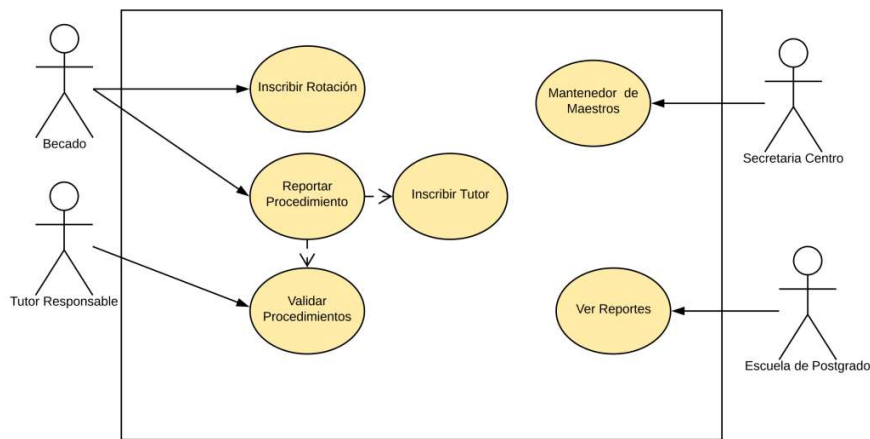 Inscribir Rotación
Mantenedor de
Maestros
Becado
Secretaria Centro
Reportar
Procedimiento
Inscribir Tutor
Tutor Responsable
Validar
Procedimientos
Ver Reportes
Escuela de Postgrado